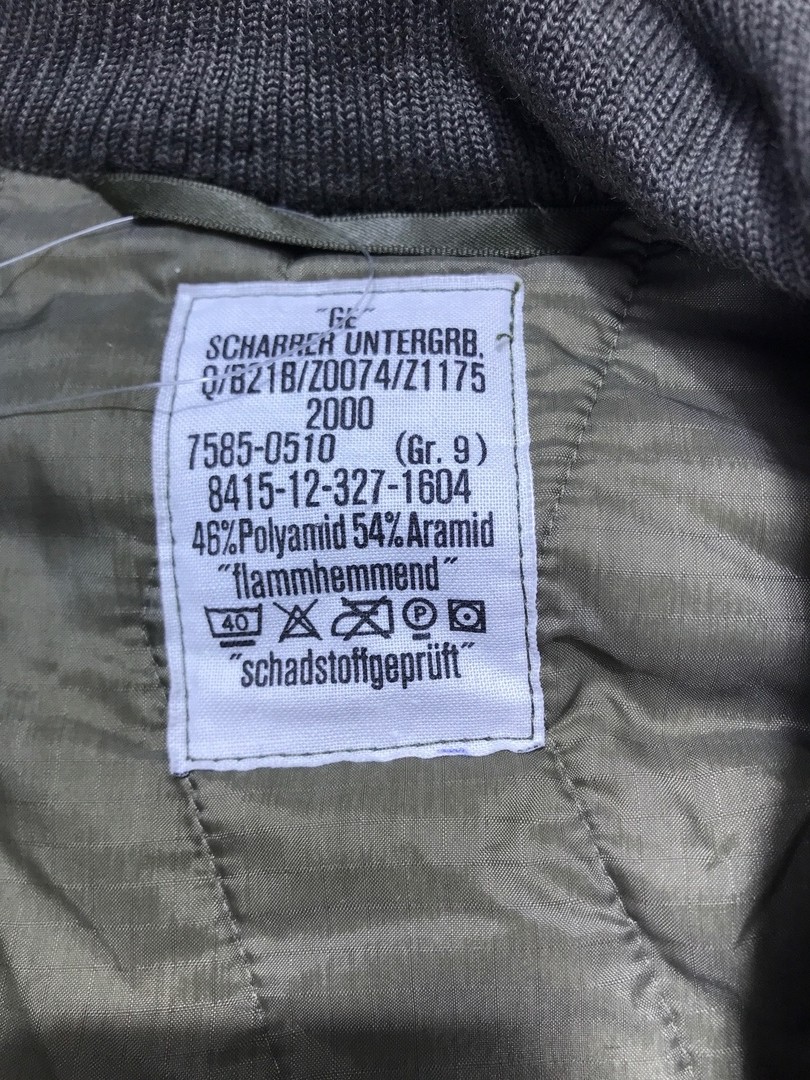 "GE"
SCHARRER UNTERGRB.
Q/B21B/Z0074/Z1175
2000
7585-0510 (Gr. 9)
8415-12-327-1604
46%Polyamid 54%Aramid
"flammhemmend"
40 P
"schadstoffgeprüft"